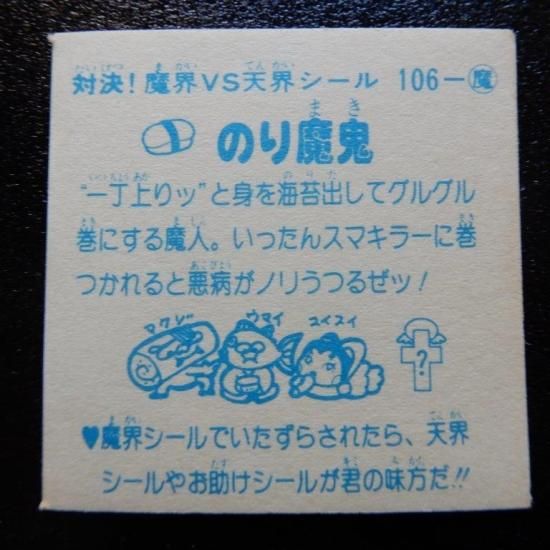 対決！魔界VS天界シール 106－魔
のり魔鬼
“一丁上りッ”と身を海苔出してグルグル
巻にする魔人。いったんスマキラーに巻
つかれると悪病がノリうつるぜッ！
マクジ ウマイ スイスイ
?
♥魔界シールでいたずらされたら、天界
シールやお助けシールが君の味方だ!!